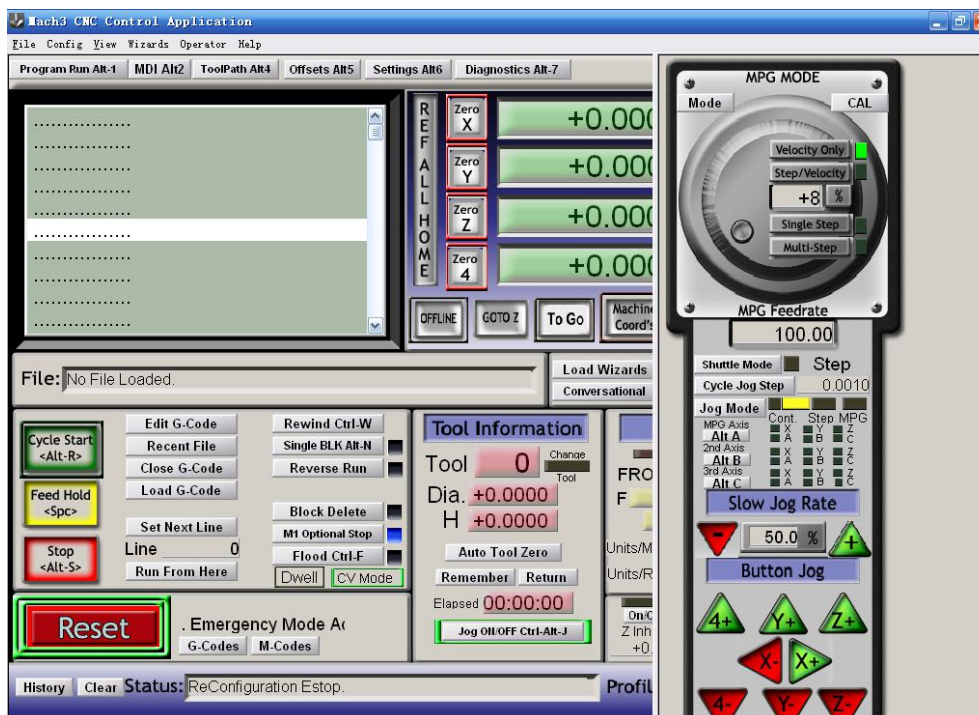 Mach3 CNC Control Application
File Config View Wizards Operator Help
Program Run Alt-1 MDI Alt2 ToolPath Alt4 Offsets Alt5 Settings Alt6 Diagnostics Alt-7
REF ALL HOME
Zero X +0.000
Zero Y +0.000
Zero Z +0.000
Zero 4 +0.000
OFFLINE GOTO Z To Go Machine Coord's
File: No File Loaded.
Load Wizards
Conversational
Cycle Start <Alt-R>
Feed Hold <Spc>
Stop <Alt-S>
Edit G-Code
Recent File
Close G-Code
Load G-Code
Set Next Line
Line 0
Run From Here
Rewind Ctrl-W
Single BLK Alt-N
Reverse Run
Block Delete
M1 Optional Stop
Flood Ctrl-F
Dwell CV Mode
Tool Information
Tool 0 Change Tool
Dia. +0.0000
H +0.0000
Auto Tool Zero
Remember Return
Elapsed 00:00:00
Jog ON/OFF Ctrl-Alt-J
FRO
F
Units/M
Units/R
On/O
Z Inh
+0.
Reset
. Emergency Mode Ac
G-Codes M-Codes
History Clear Status: ReConfiguration Estop.
Profil
MPG MODE
Mode CAL
Velocity Only
Step/Velocity
+8 %
Single Step
Multi-Step
MPG Feedrate
100.00
Shuttle Mode Step
Cycle Jog Step 0.0010
Jog Mode Cont. Step MPG
MPG Axis X Y Z
Alt A A B C
2nd Axis X Y Z
Alt B A B C
3rd Axis X Y Z
Alt C A B C
Slow Jog Rate
- 50.0 % +
Button Jog
4+ Y+ Z+
X- X+
4- Y- Z-